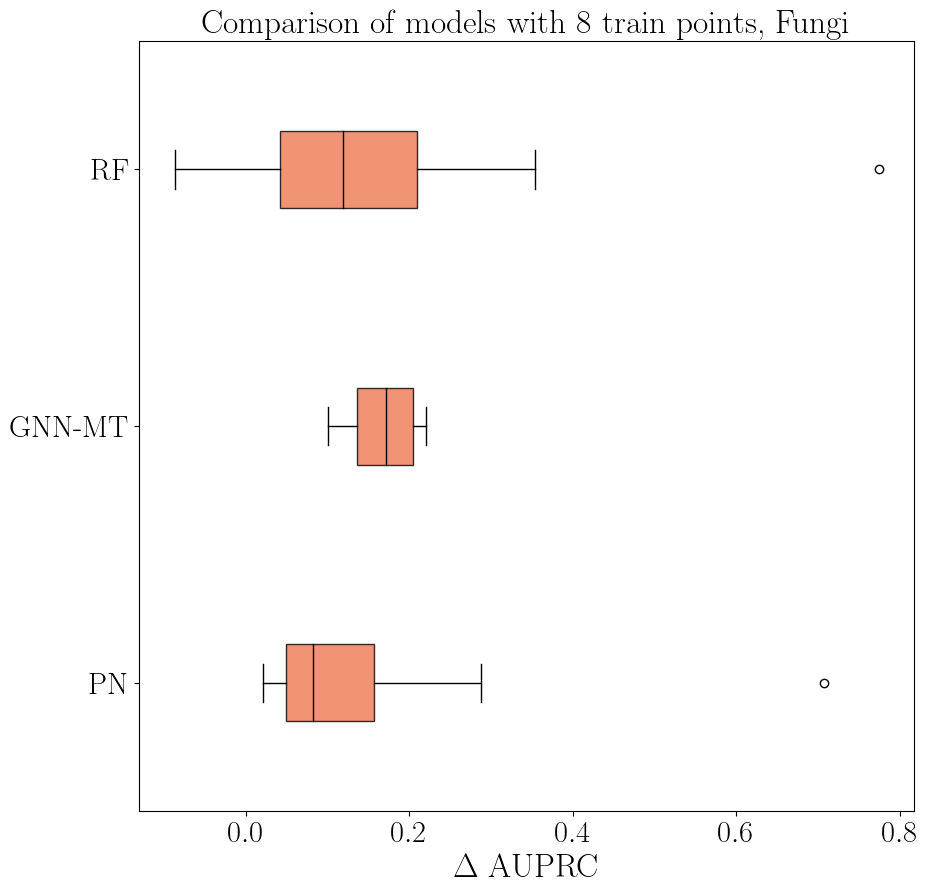 Comparison of models with 8 train points, Fungi
RF
GNN-MT
PN
0.0 0.2 0.4 0.6 0.8
Δ AUPRC